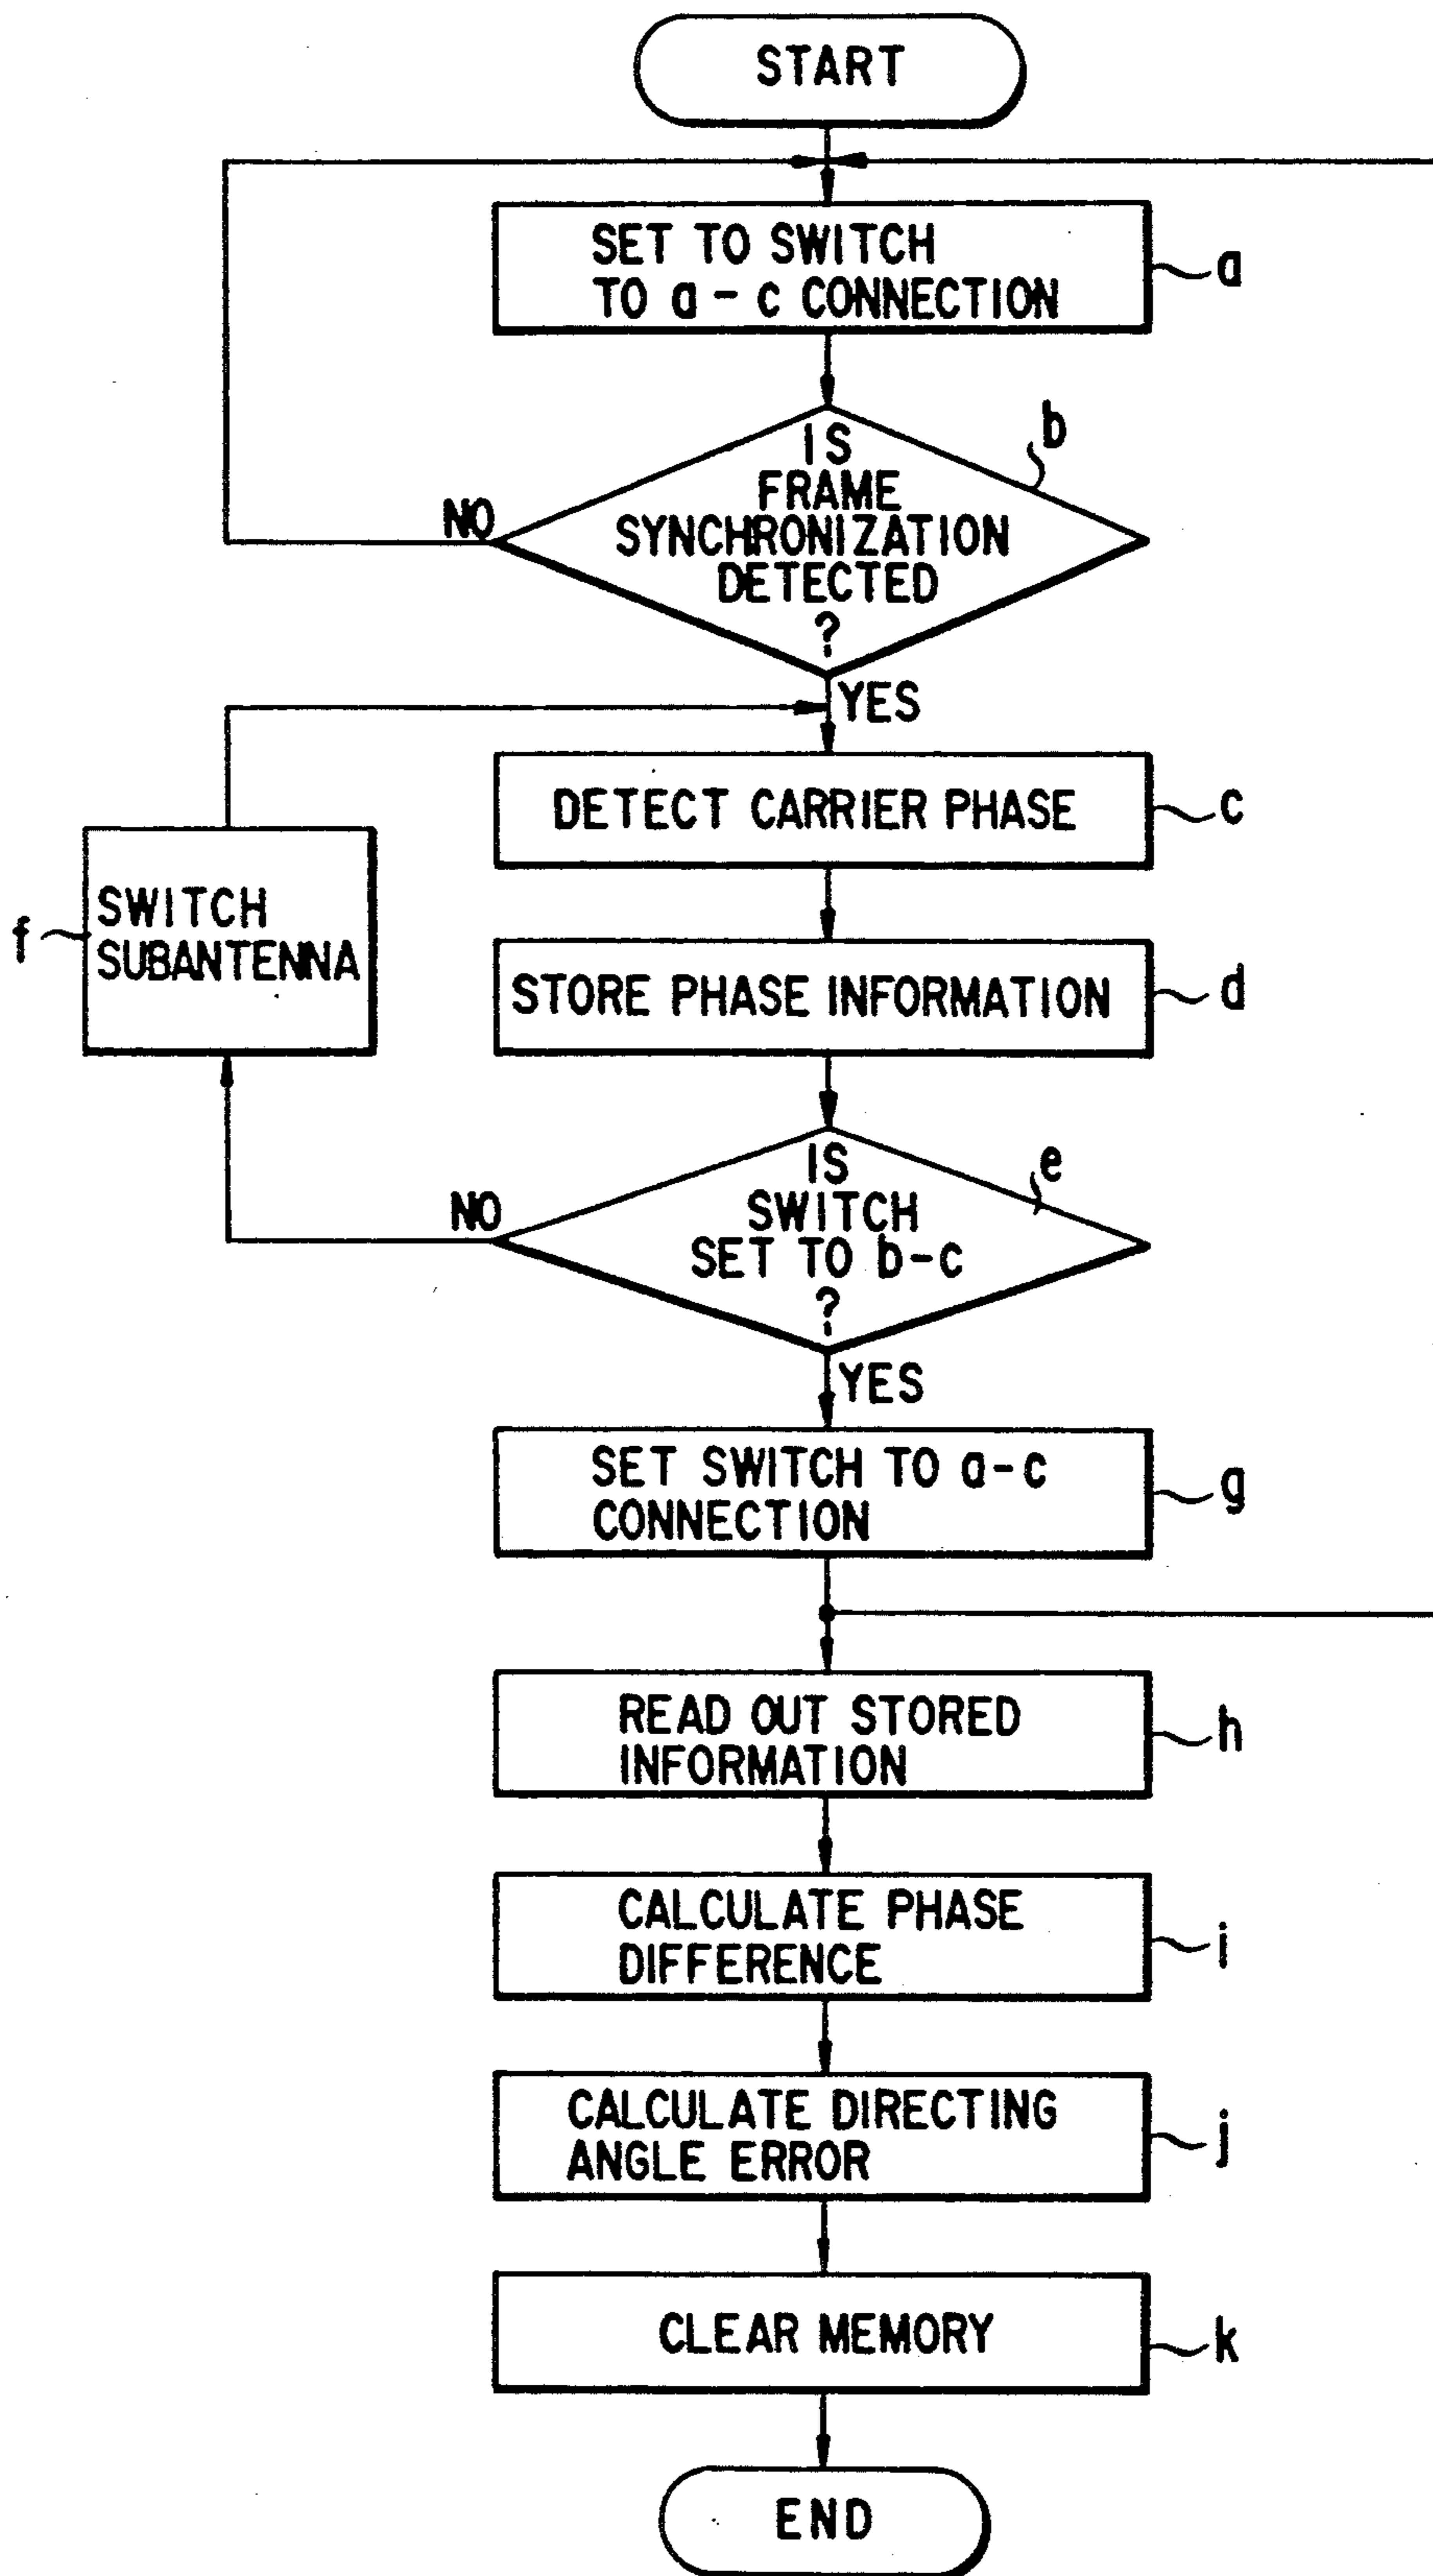 START
SET TO SWITCH
TO a - c CONNECTION
a
IS
FRAME
SYNCHRONIZATION
DETECTED
?
b
NO
YES
DETECT CARRIER PHASE
c
SWITCH
SUBANTENNA
f
STORE PHASE INFORMATION
d
IS
SWITCH
SET TO b-c
?
e
NO
YES
SET SWITCH TO a-c
CONNECTION
g
READ OUT STORED
INFORMATION
h
CALCULATE PHASE
DIFFERENCE
i
CALCULATE DIRECTING
ANGLE ERROR
j
CLEAR MEMORY
k
END